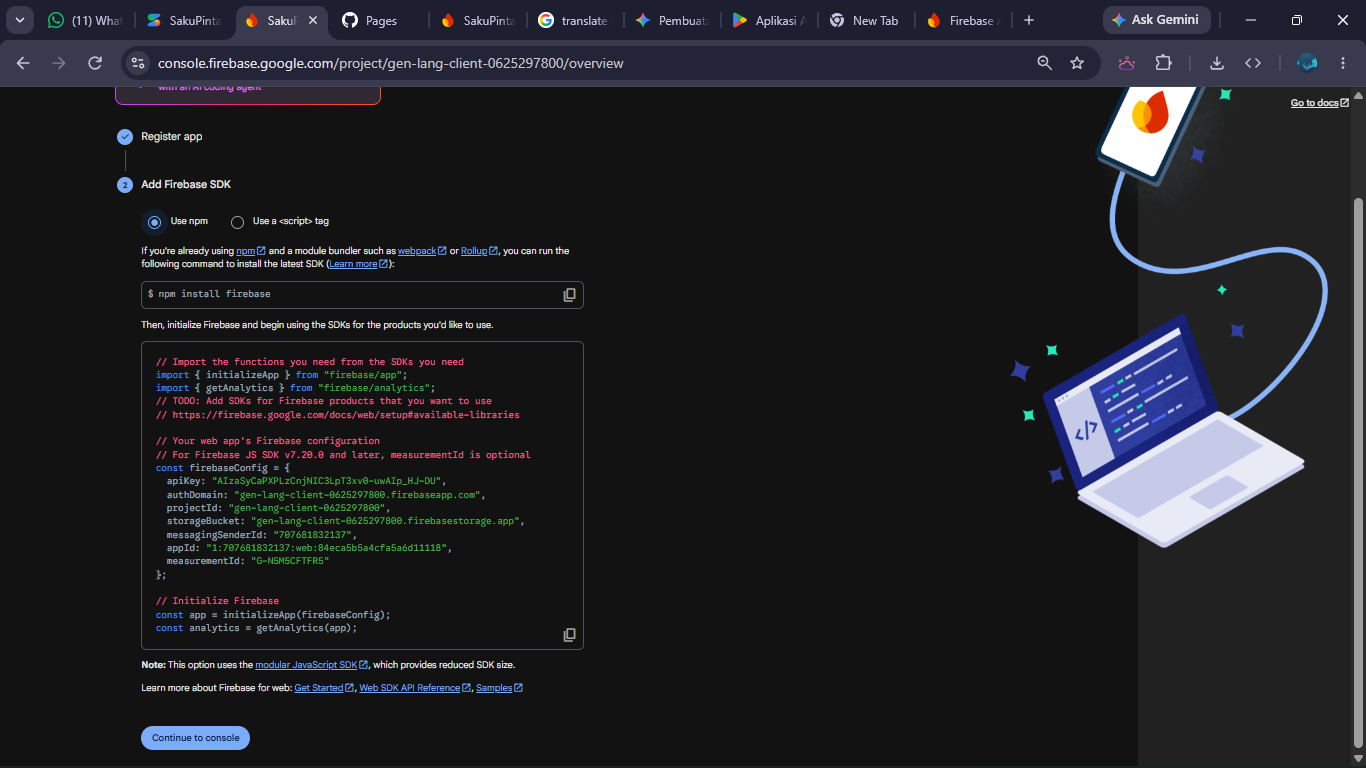 (11) What
SakuPinta
SakuP
Pages
SakuPinta
translate
Pembuata
Aplikasi A
New Tab
Firebase A
Ask Gemini
console.firebase.google.com/project/gen-lang-client-0625297800/overview
with an AI coding agent
Go to docs
Register app
2
Add Firebase SDK
Use npm
Use a <script> tag
If you're already using npm and a module bundler such as webpack or Rollup, you can run the
following command to install the latest SDK (Learn more):
$ npm install firebase
Then, initialize Firebase and begin using the SDKs for the products you'd like to use.
// Import the functions you need from the SDKs you need
import { initializeApp } from "firebase/app";
import { getAnalytics } from "firebase/analytics";
// TODO: Add SDKs for Firebase products that you want to use
// https://firebase.google.com/docs/web/setup#available-libraries
// Your web app's Firebase configuration
// For Firebase JS SDK v7.20.0 and later, measurementId is optional
const firebaseConfig = {
apiKey: "AIzaSyCaPXPLzCnjNIC3LpT3xv0-uwAIp_HJ-DU",
authDomain: "gen-lang-client-0625297800.firebaseapp.com",
projectId: "gen-lang-client-0625297800",
storageBucket: "gen-lang-client-0625297800.firebasestorage.app",
messagingSenderId: "707681832137",
appId: "1:707681832137:web:84eca5b5a4cfa5a6d11118",
measurementId: "G-N5M5CFTFR5"
};
// Initialize Firebase
const app = initializeApp(firebaseConfig);
const analytics = getAnalytics(app);
Note: This option uses the modular JavaScript SDK, which provides reduced SDK size.
Learn more about Firebase for web: Get Started, Web SDK API Reference, Samples
Continue to console